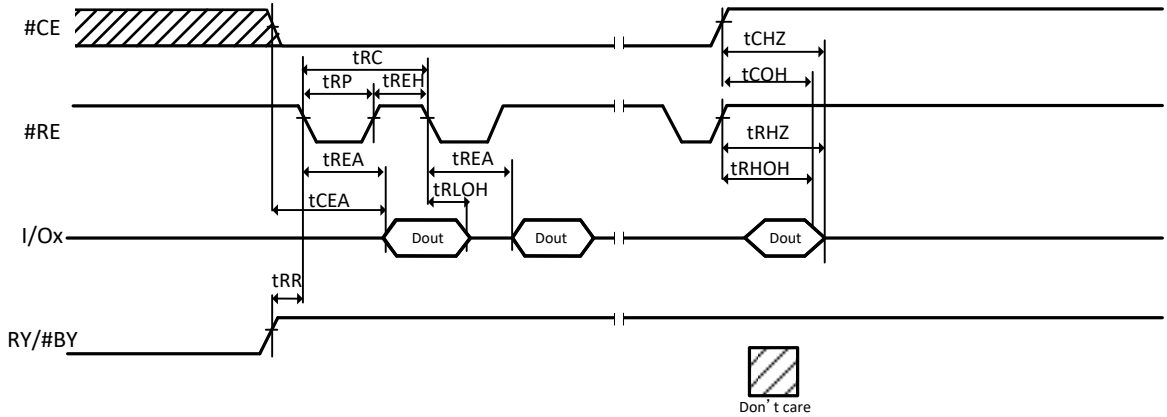 #CE
tCHZ
tRC
tCOH
tRP
tREH
#RE
tRHZ
tREA
tREA
tRHOH
tRLOH
tCEA
I/Ox
Dout
Dout
Dout
tRR
RY/#BY
Don't care